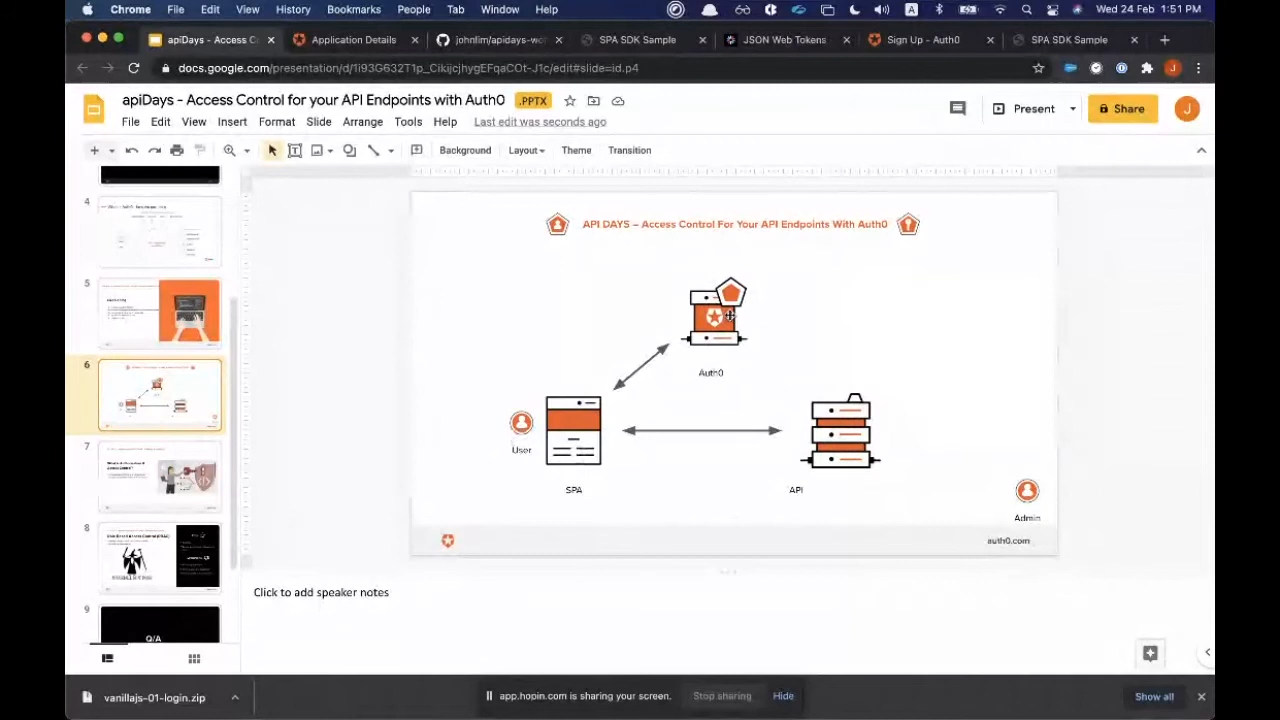 Chrome File Edit View History Bookmarks People Tab Window Help A Wed 24 Feb 1:51 PM
apiDays - Access C Application Details johnlim/apidays-wo SPA SDK Sample JSON Web Tokens Sign Up - Auth0 SPA SDK Sample
docs.google.com/presentation/d/1i93G632T1p_CikijcjhygEFqaCOt-J1c/edit#slide=id.p4 J
apiDays - Access Control for your API Endpoints with Auth0 .PPTX
Present Share J
File Edit View Insert Format Slide Arrange Tools Help Last edit was seconds ago
Background Layout Theme Transition
4
5
6
7
8
9
Q/A
API DAYS – Access Control For Your API Endpoints With Auth0
Auth0
User
SPA
API
Admin
auth0.com
Click to add speaker notes
vanillajs-01-login.zip
app.hopin.com is sharing your screen. Stop sharing Hide
Show all